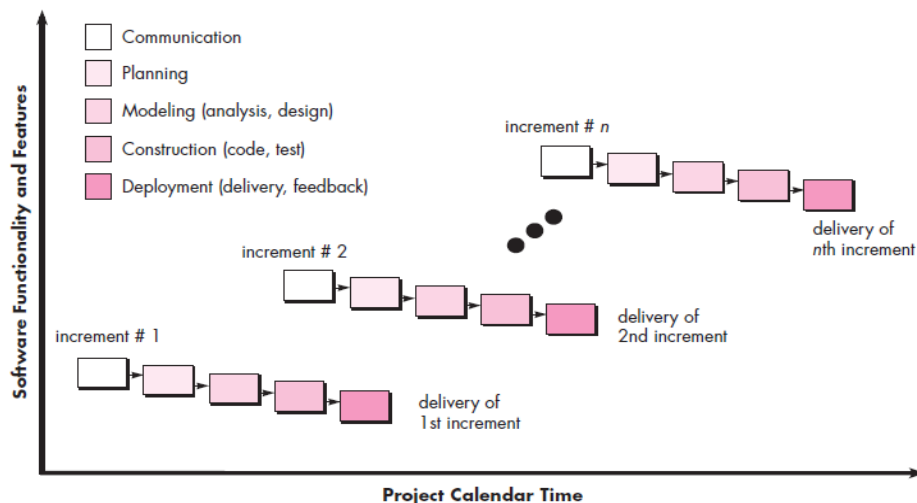 Software Functionality and Features
Communication
Planning
Modeling (analysis, design)
Construction (code, test)
Deployment (delivery, feedback)
increment # n
delivery of
nth increment
increment # 2
delivery of
2nd increment
increment # 1
delivery of
1st increment
Project Calendar Time